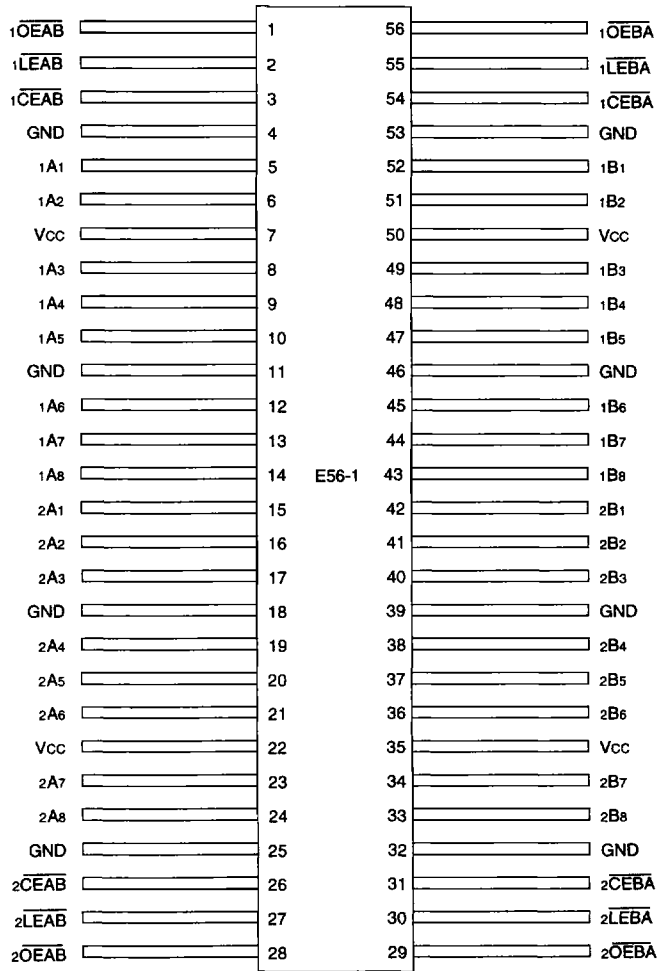 1OEAB 1 56 1OEBA
1LEAB 2 55 1LEBA
1CEAB 3 54 1CEBA
GND 4 53 GND
1A1 5 52 1B1
1A2 6 51 1B2
VCC 7 50 VCC
1A3 8 49 1B3
1A4 9 48 1B4
1A5 10 47 1B5
GND 11 46 GND
1A6 12 45 1B6
1A7 13 44 1B7
1A8 14 E56-1 43 1B8
2A1 15 42 2B1
2A2 16 41 2B2
2A3 17 40 2B3
GND 18 39 GND
2A4 19 38 2B4
2A5 20 37 2B5
2A6 21 36 2B6
VCC 22 35 VCC
2A7 23 34 2B7
2A8 24 33 2B8
GND 25 32 GND
2CEAB 26 31 2CEBA
2LEAB 27 30 2LEBA
2OEAB 28 29 2OEBA